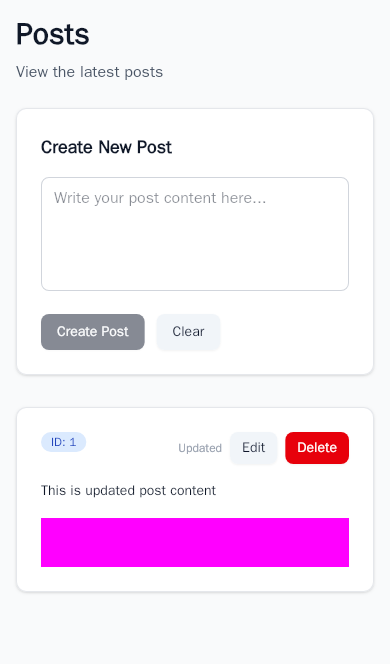 Posts
View the latest posts
Create New Post
Write your post content here...
Create Post Clear
ID: 1 Updated Edit Delete
This is updated post content